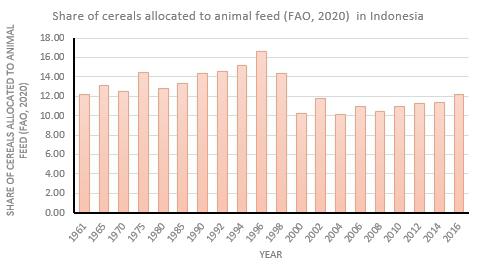 Share of cereals allocated to animal feed (FAO, 2020) in Indonesia
SHARE OF CEREALS ALLOCATED TO ANIMAL
FEED (FAO, 2020)
18.00
16.00
14.00
12.00
10.00
8.00
6.00
4.00
2.00
0.00
1961 1965 1970 1975 1980 1985 1990 1992 1994 1996 1998 2000 2002 2004 2006 2008 2010 2012 2014 2016
YEAR